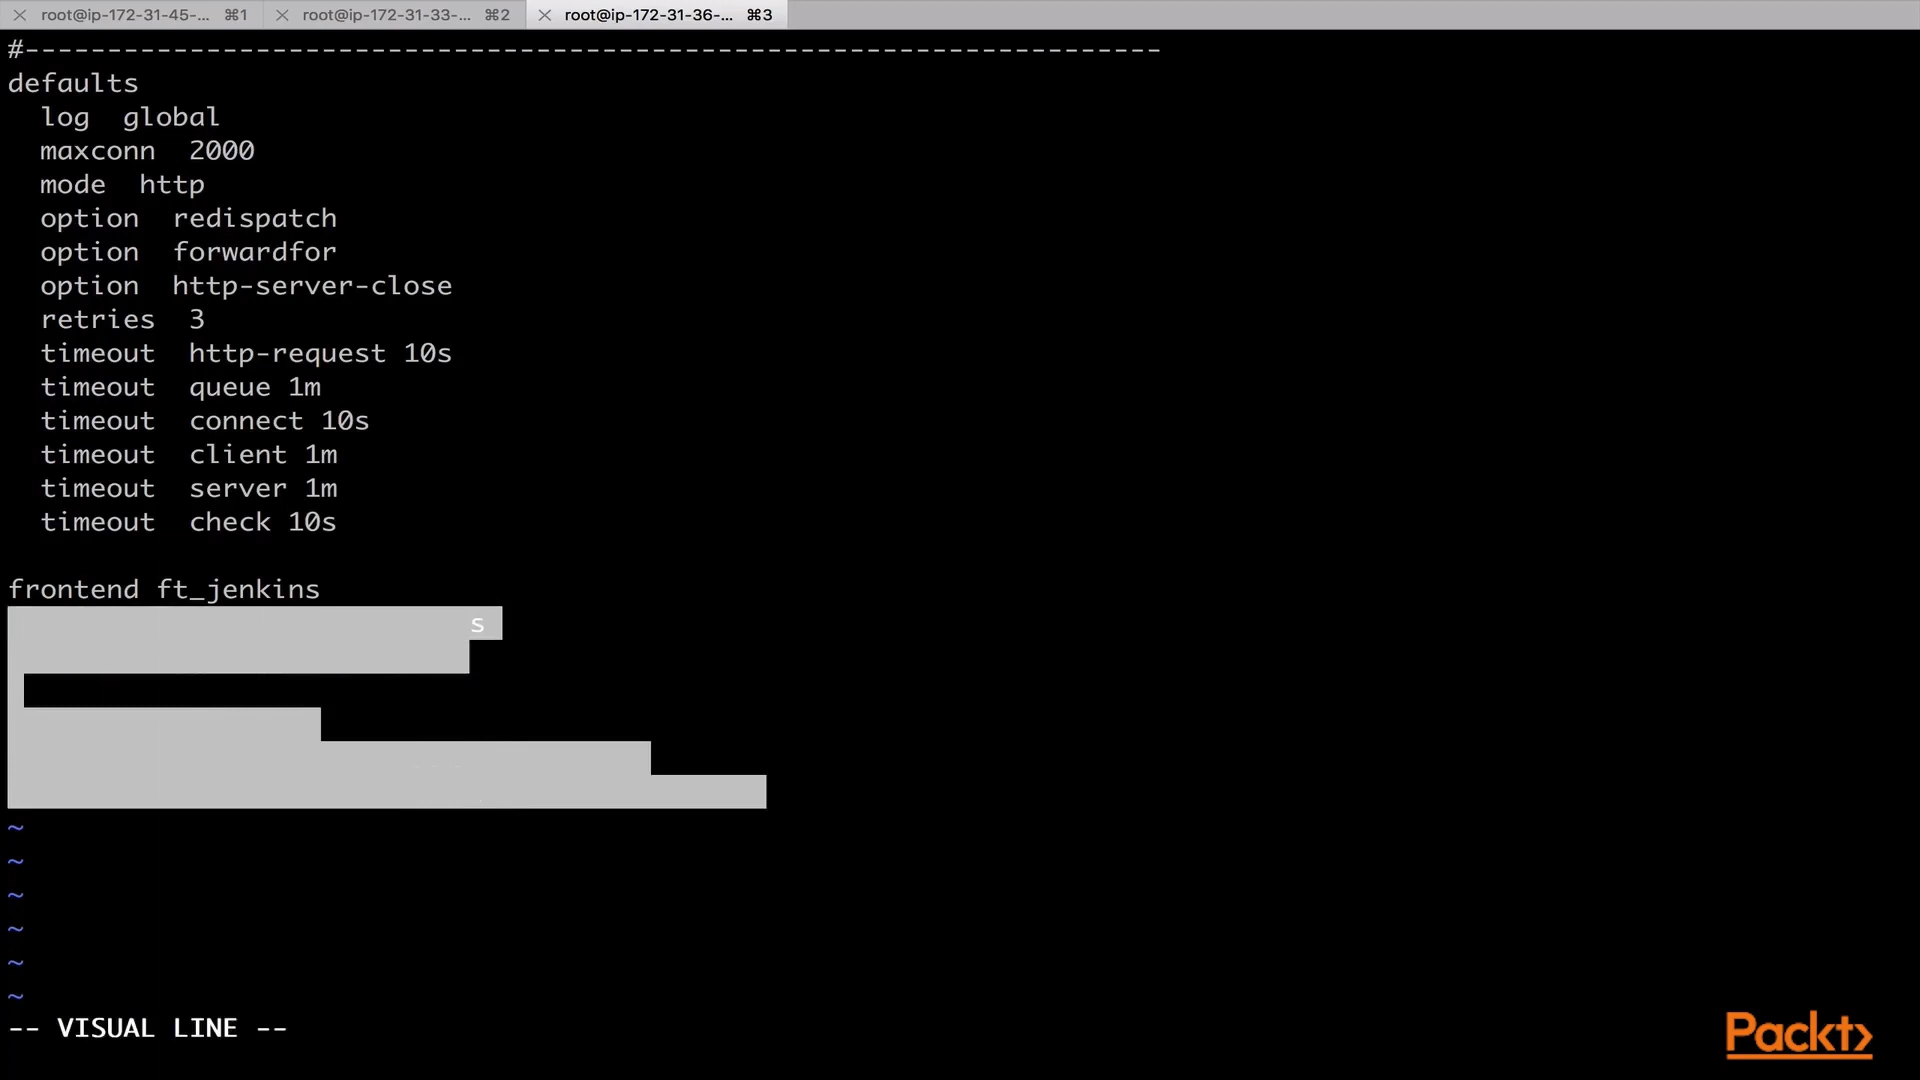 root@ip-172-31-45-... ⌘1
root@ip-172-31-33-... ⌘2
root@ip-172-31-36-... ⌘3
#---------------------------------------------------------------------
defaults
  log  global
  maxconn  2000
  mode  http
  option  redispatch
  option  forwardfor
  option  http-server-close
  retries  3
  timeout  http-request 10s
  timeout  queue 1m
  timeout  connect 10s
  timeout  client 1m
  timeout  server 1m
  timeout  check 10s
frontend ft_jenkins
s
~
~
~
~
~
~
-- VISUAL LINE --
Packt>